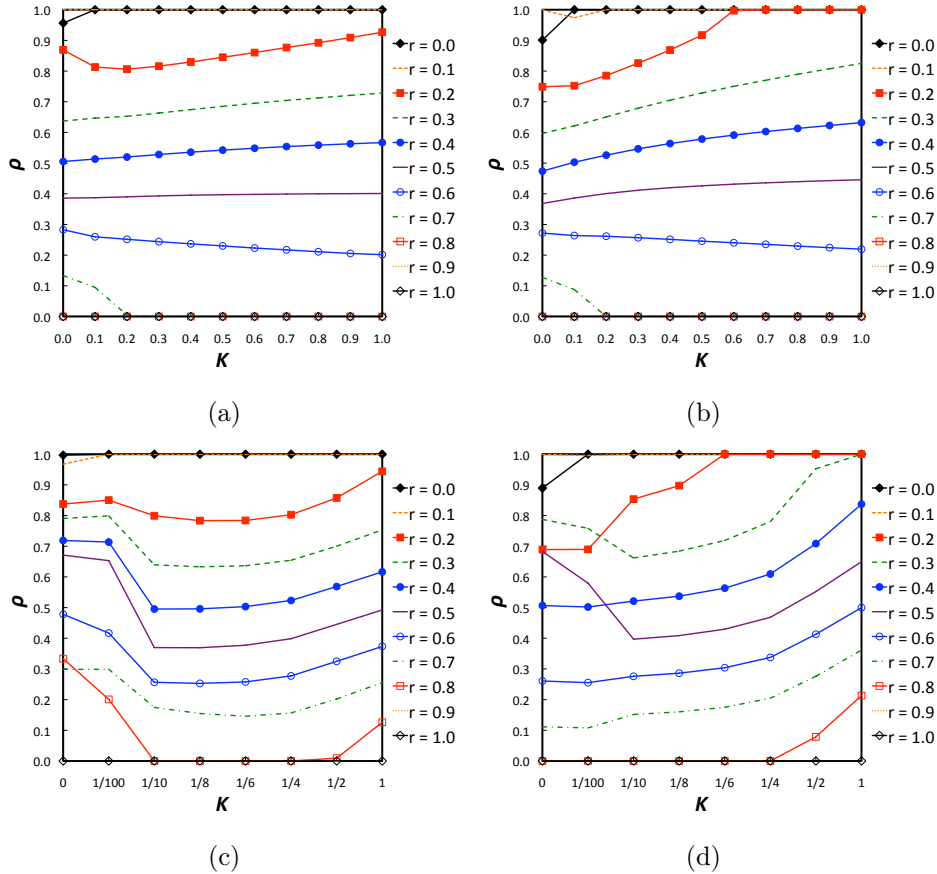 1.0
0.9
0.8
0.7
0.6
0.5
0.4
0.3
0.2
0.1
0.0
ρ
0.0 0.1 0.2 0.3 0.4 0.5 0.6 0.7 0.8 0.9 1.0
K
r = 0.0
r = 0.1
r = 0.2
r = 0.3
r = 0.4
r = 0.5
r = 0.6
r = 0.7
r = 0.8
r = 0.9
r = 1.0
(a)
1.0
0.9
0.8
0.7
0.6
0.5
0.4
0.3
0.2
0.1
0.0
ρ
0.0 0.1 0.2 0.3 0.4 0.5 0.6 0.7 0.8 0.9 1.0
K
r = 0.0
r = 0.1
r = 0.2
r = 0.3
r = 0.4
r = 0.5
r = 0.6
r = 0.7
r = 0.8
r = 0.9
r = 1.0
(b)
1.0
0.9
0.8
0.7
0.6
0.5
0.4
0.3
0.2
0.1
0.0
ρ
0 1/100 1/10 1/8 1/6 1/4 1/2 1
K
r = 0.0
r = 0.1
r = 0.2
r = 0.3
r = 0.4
r = 0.5
r = 0.6
r = 0.7
r = 0.8
r = 0.9
r = 1.0
(c)
1.0
0.9
0.8
0.7
0.6
0.5
0.4
0.3
0.2
0.1
0.0
ρ
0 1/100 1/10 1/8 1/6 1/4 1/2 1
K
r = 0.0
r = 0.1
r = 0.2
r = 0.3
r = 0.4
r = 0.5
r = 0.6
r = 0.7
r = 0.8
r = 0.9
r = 1.0
(d)